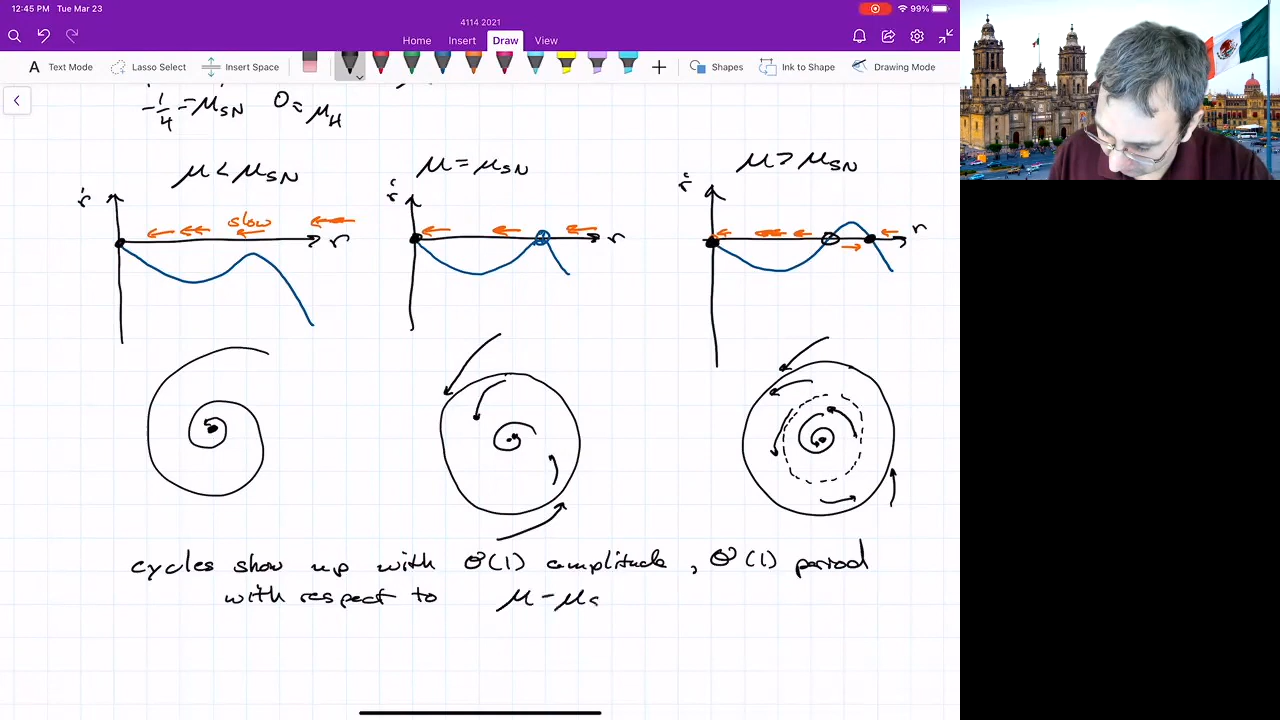 12:45 PM Tue Mar 23
99%
4114 2021
Home Insert Draw View
Text Mode Lasso Select Insert Space Shapes Ink to Shape Drawing Mode
-1/4 = μSN 0 = μH
μ < μSN μ = μSN μ > μSN
ṙ ṙ ṙ
slow
r r r
cycles show up with O(1) amplitude, O(1) period
with respect to μ - μs